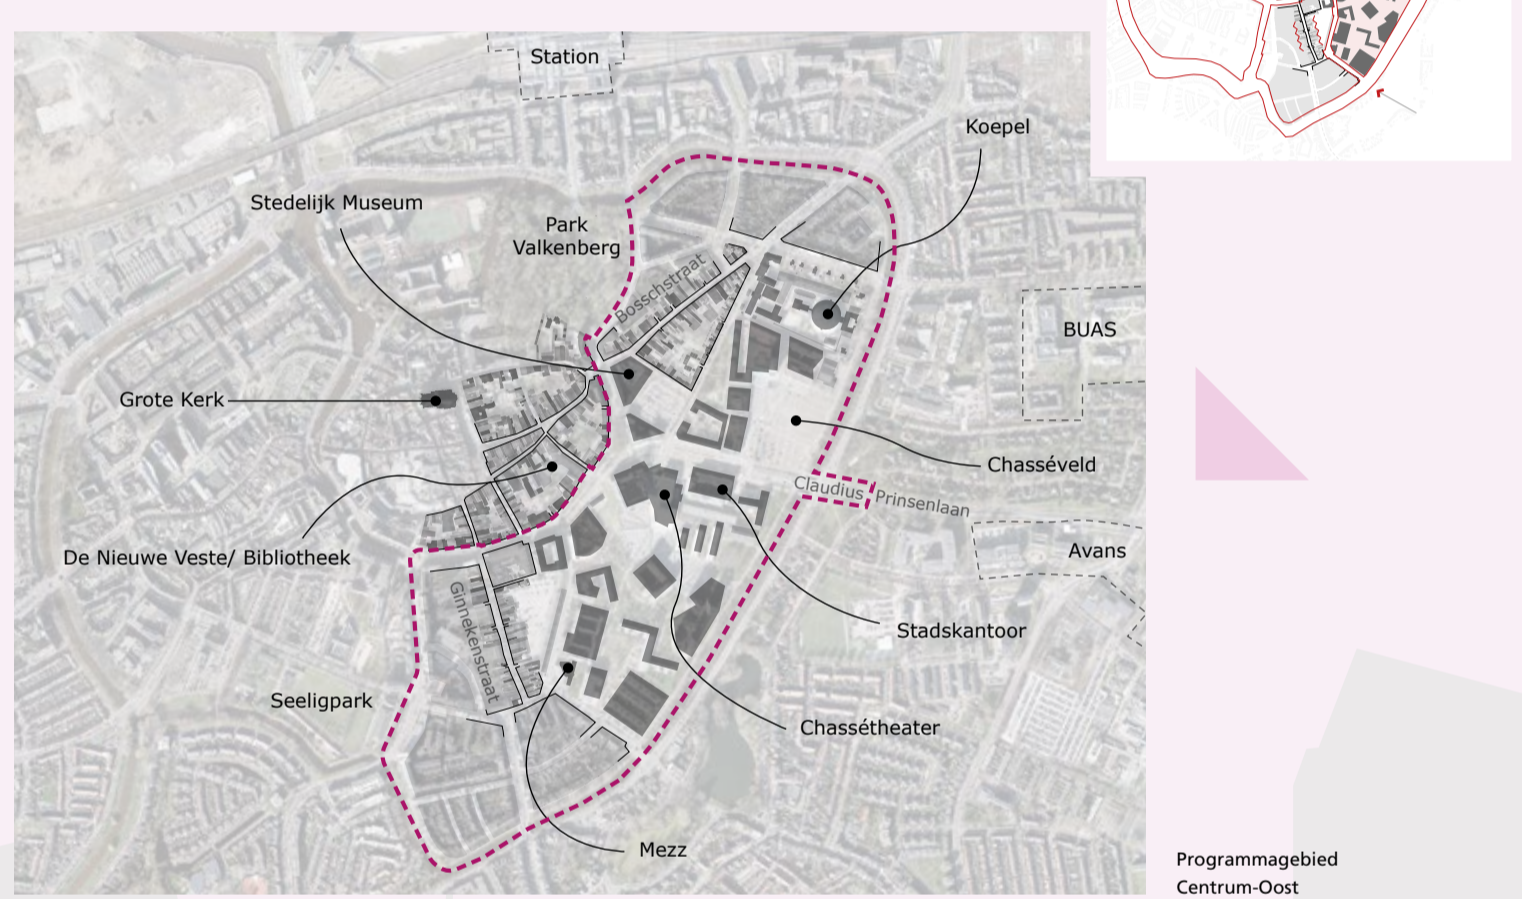 Station
Koepel
Stedelijk Museum
Park
Valkenberg
Bosschstraat
BUAS
Grote Kerk
Chasséveld
Claudius Prinsenlaan
De Nieuwe Veste/ Bibliotheek
Avans
Ginnekenstraat
Stadskantoor
Seeligpark
Chassétheater
Mezz
Programmagebied
Centrum-Oost